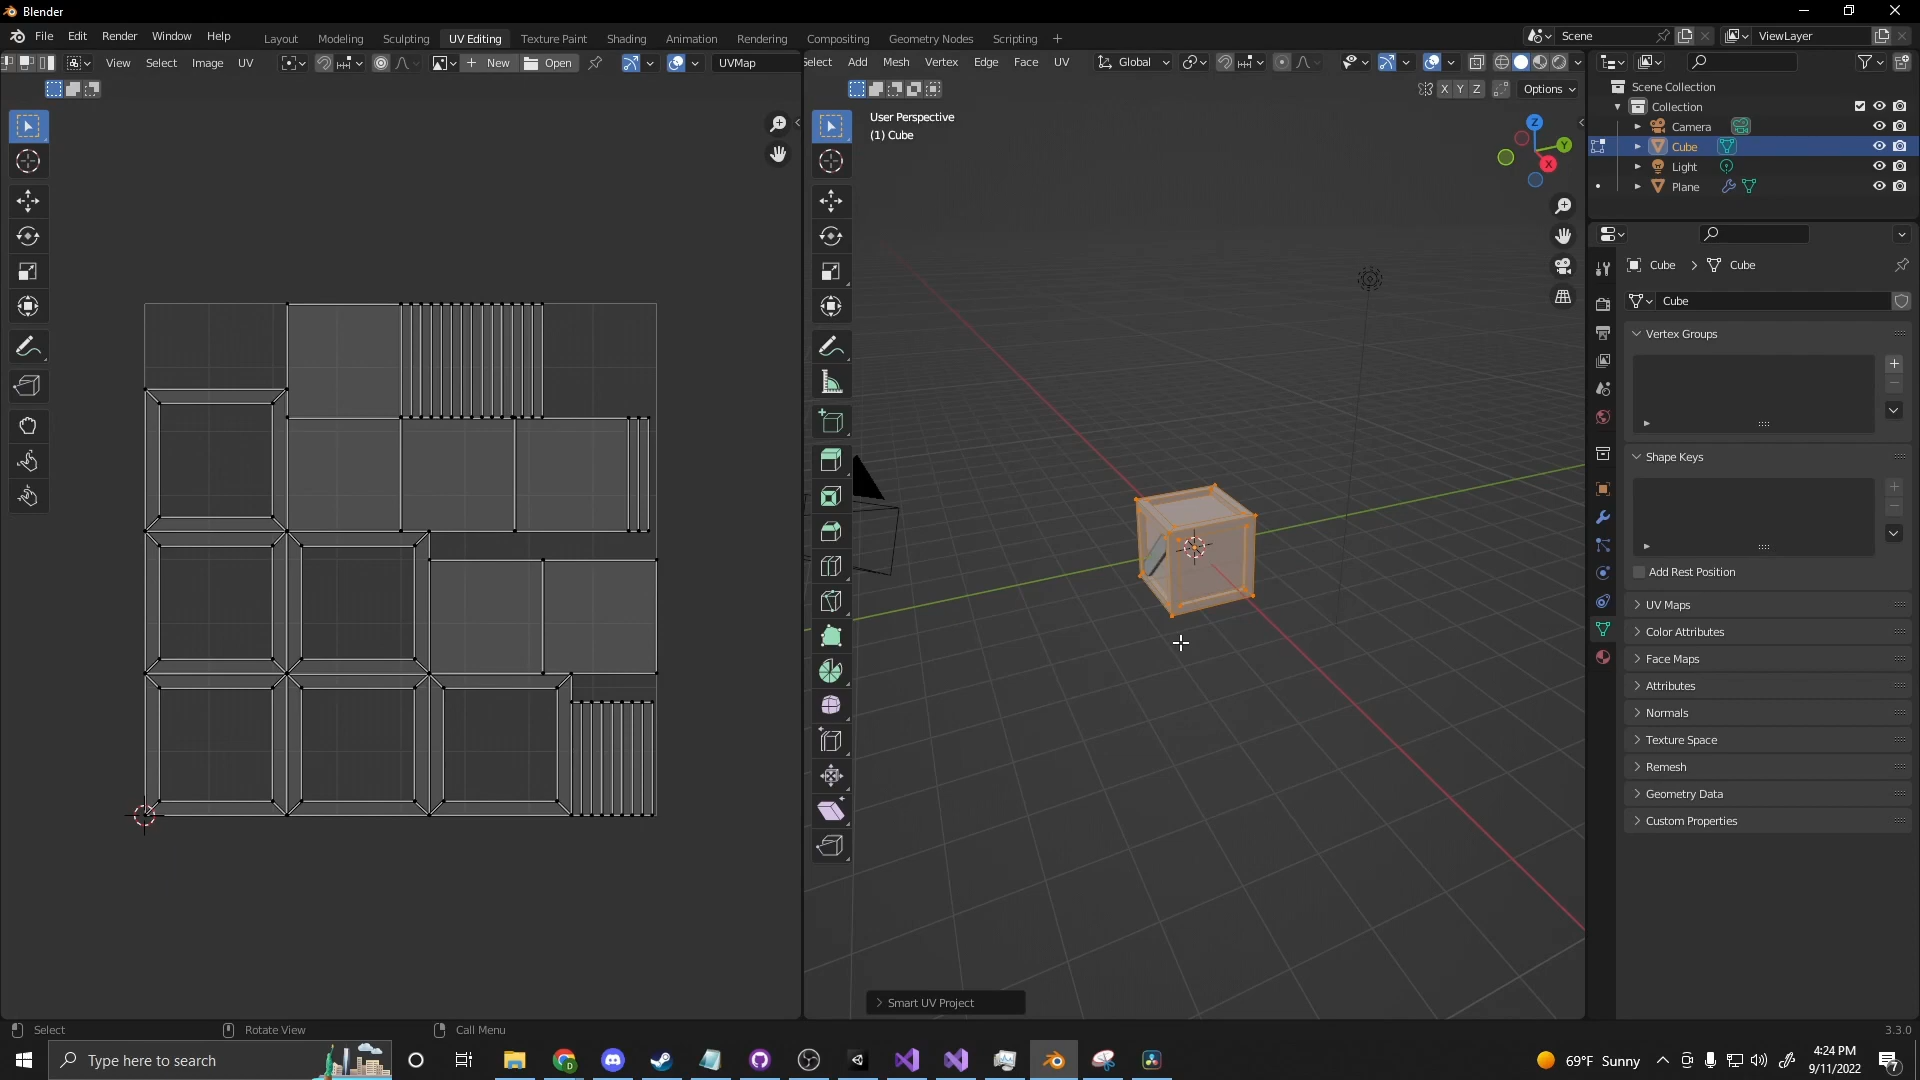 Blender
File Edit Render Window Help
Layout Modeling Sculpting UV Editing Texture Paint Shading Animation Rendering Compositing Geometry Nodes Scripting +
Scene
ViewLayer
View Select Image UV
New Open
UVMap
Select Add Mesh Vertex Edge Face UV
Global
X Y Z
Options
User Perspective
(1) Cube
Z
Y
X
Scene Collection
Collection
Camera
Cube
Light
Plane
Cube > Cube
Cube
Vertex Groups
Shape Keys
Add Rest Position
UV Maps
Color Attributes
Face Maps
Attributes
Normals
Texture Space
Remesh
Geometry Data
Custom Properties
Smart UV Project
Select
Rotate View
Call Menu
3.3.0
Type here to search
69°F Sunny
4:24 PM
9/11/2022
7